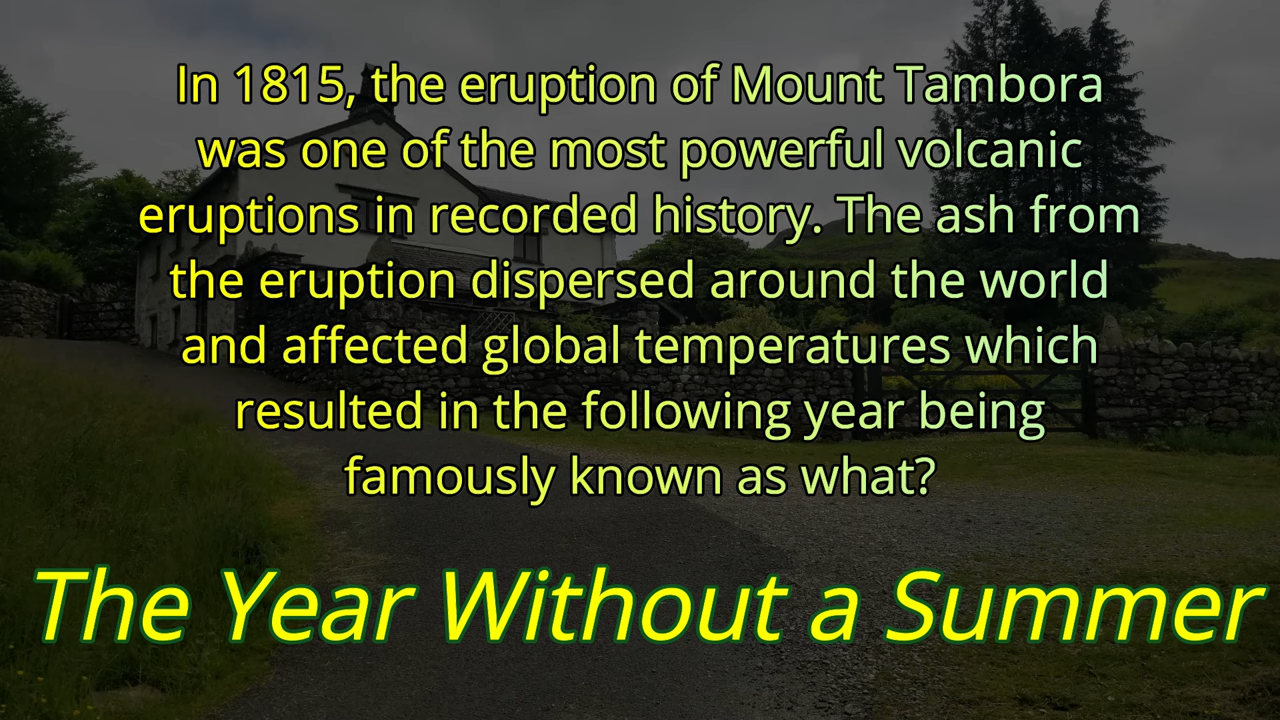 In 1815, the eruption of Mount Tambora
was one of the most powerful volcanic
eruptions in recorded history. The ash from
the eruption dispersed around the world
and affected global temperatures which
resulted in the following year being
famously known as what?
The Year Without a Summer